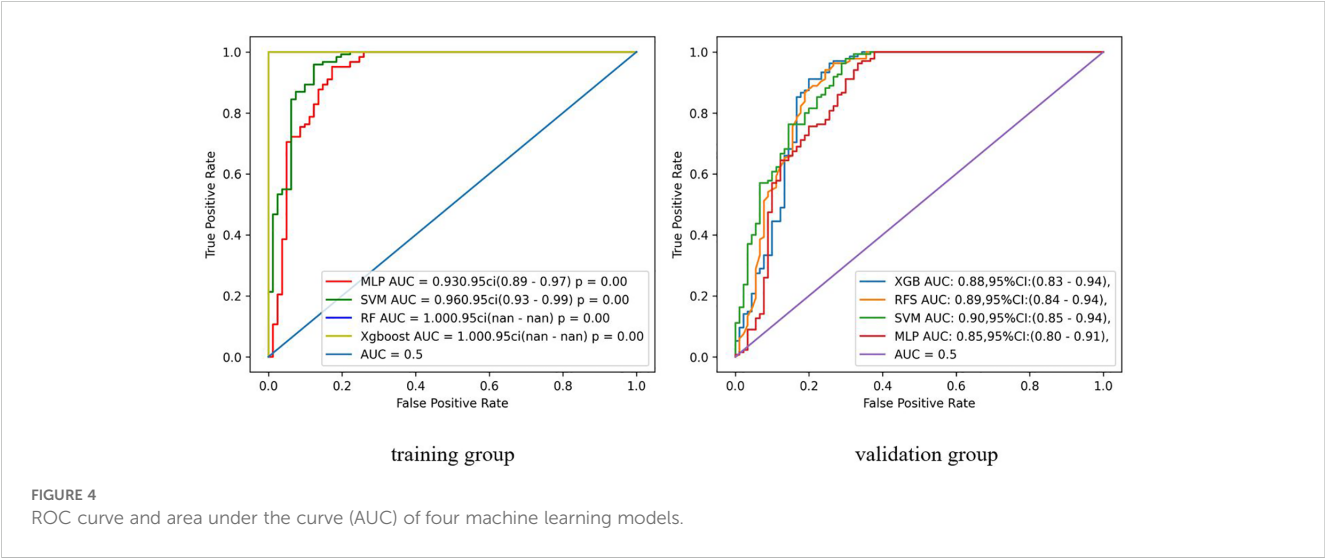 1.0
0.8
0.6
0.4
0.2
0.0
True Positive Rate
0.0 0.2 0.4 0.6 0.8 1.0
False Positive Rate
MLP AUC = 0.930.95ci(0.89 - 0.97) p = 0.00
SVM AUC = 0.960.95ci(0.93 - 0.99) p = 0.00
RF AUC = 1.000.95ci(nan - nan) p = 0.00
Xgboost AUC = 1.000.95ci(nan - nan) p = 0.00
AUC = 0.5
training group
1.0
0.8
0.6
0.4
0.2
0.0
True Positive Rate
0.0 0.2 0.4 0.6 0.8 1.0
False Positive Rate
XGB AUC: 0.88,95%CI:(0.83 - 0.94),
RFS AUC: 0.89,95%CI:(0.84 - 0.94),
SVM AUC: 0.90,95%CI:(0.85 - 0.94),
MLP AUC: 0.85,95%CI:(0.80 - 0.91),
AUC = 0.5
validation group
FIGURE 4
ROC curve and area under the curve (AUC) of four machine learning models.